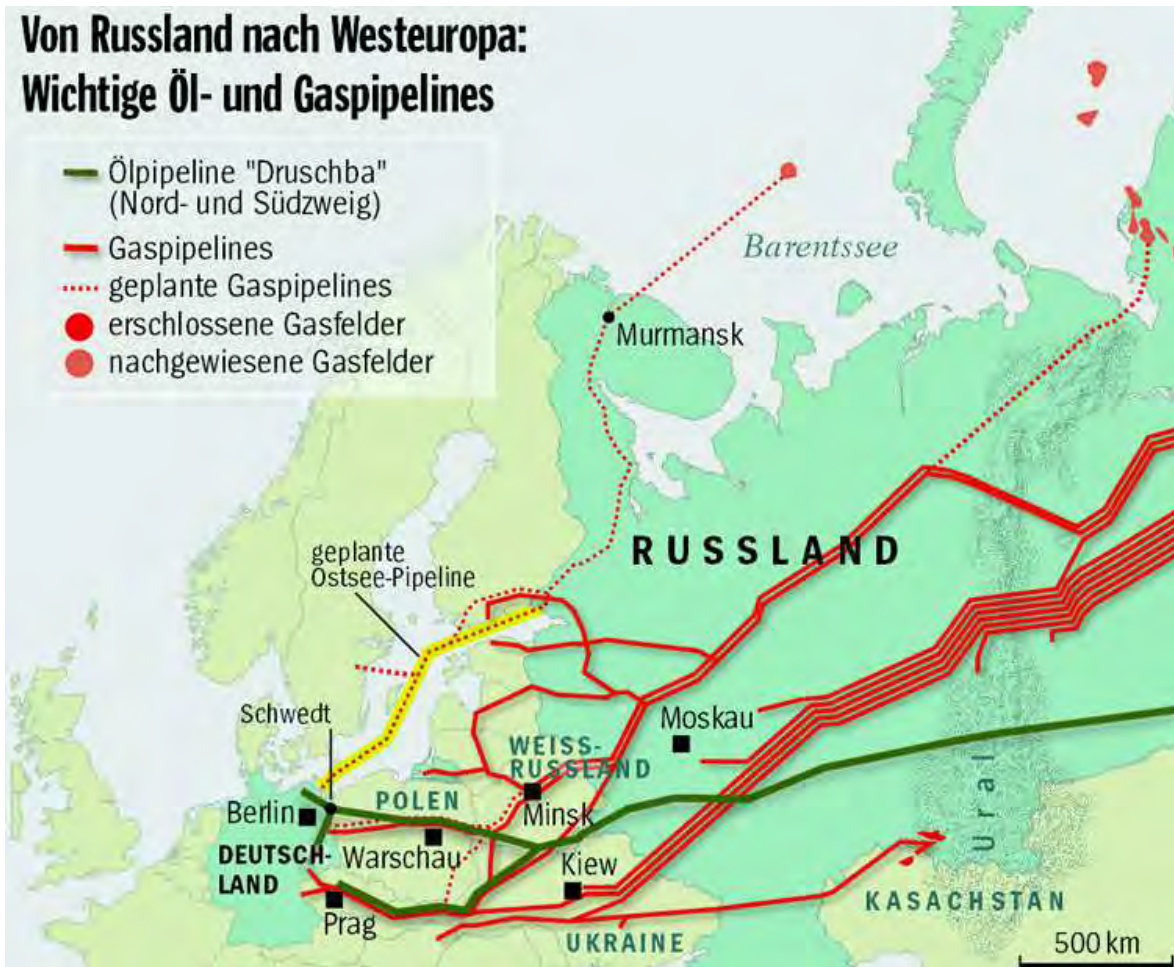 Von Russland nach Westeuropa:
Wichtige Öl- und Gaspipelines
Ölpipeline "Druschba"
(Nord- und Südzweig)
Gaspipelines
geplante Gaspipelines
erschlossene Gasfelder
nachgewiesene Gasfelder
Barentssee
Murmansk
RUSSLAND
geplante
Ostsee-Pipeline
Schwedt
Moskau
WEISS-
RUSSLAND
POLEN
Berlin
Minsk
Warschau
DEUTSCH-
LAND
Kiew
Ural
Prag
KASACHSTAN
UKRAINE
500 km